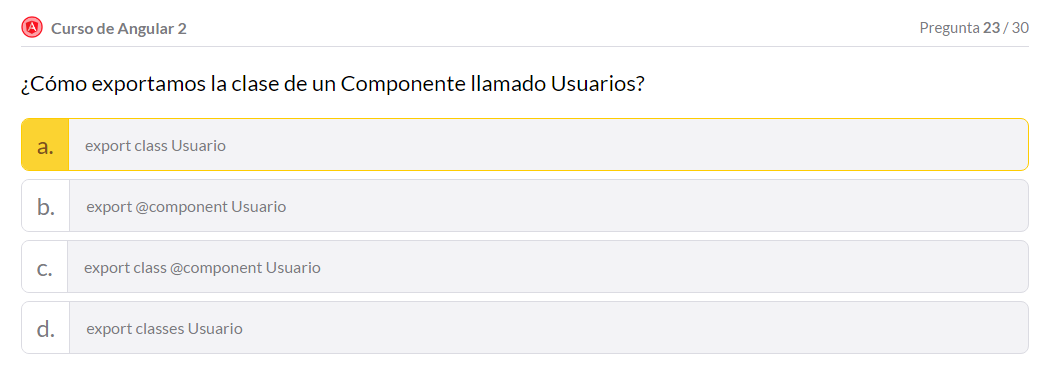 Curso de Angular 2
Pregunta 23 / 30
¿Cómo exportamos la clase de un Componente llamado Usuarios?
a. export class Usuario
b. export @component Usuario
c. export class @component Usuario
d. export classes Usuario